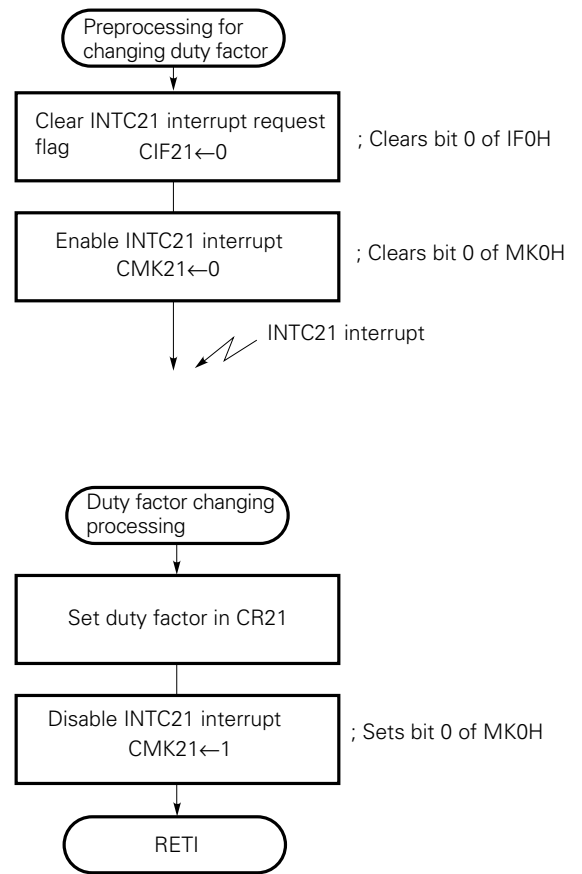 Preprocessing for
changing duty factor
Clear INTC21 interrupt request
flag CIF21←0
; Clears bit 0 of IF0H
Enable INTC21 interrupt
CMK21←0
; Clears bit 0 of MK0H
INTC21 interrupt
Duty factor changing
processing
Set duty factor in CR21
Disable INTC21 interrupt
CMK21←1
; Sets bit 0 of MK0H
RETI